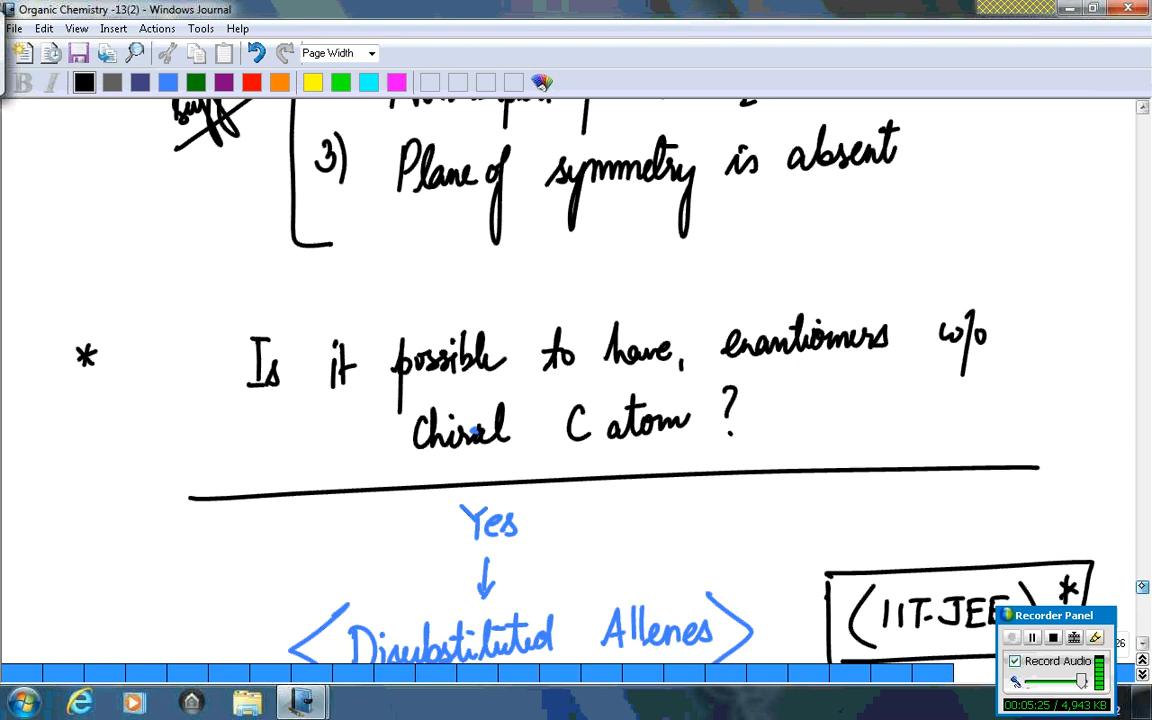 Organic Chemistry -13(2) - Windows Journal
File Edit View Insert Actions Tools Help
Page Width
B I
3) Plane of symmetry is absent
* Is it possible to have, enantiomers w/o
chiral C atom ?
Yes
Disubstituted Allenes
(IIT-JEE) *
Recorder Panel
Record Audio
00:05:25 / 4,943 KB
26